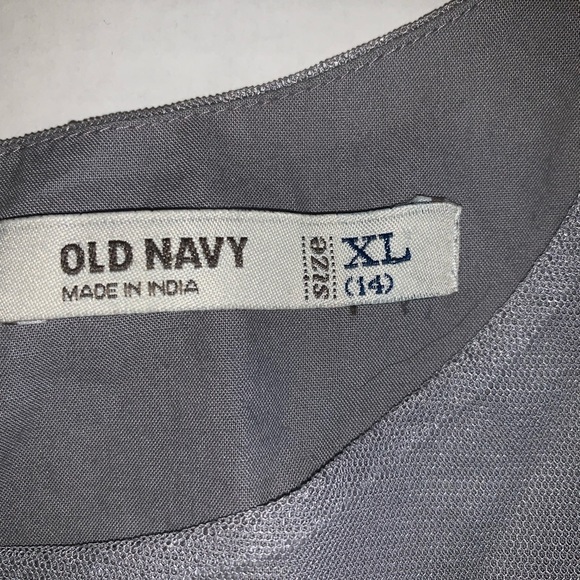 OLD NAVY
MADE IN INDIA
size
XL
(14)